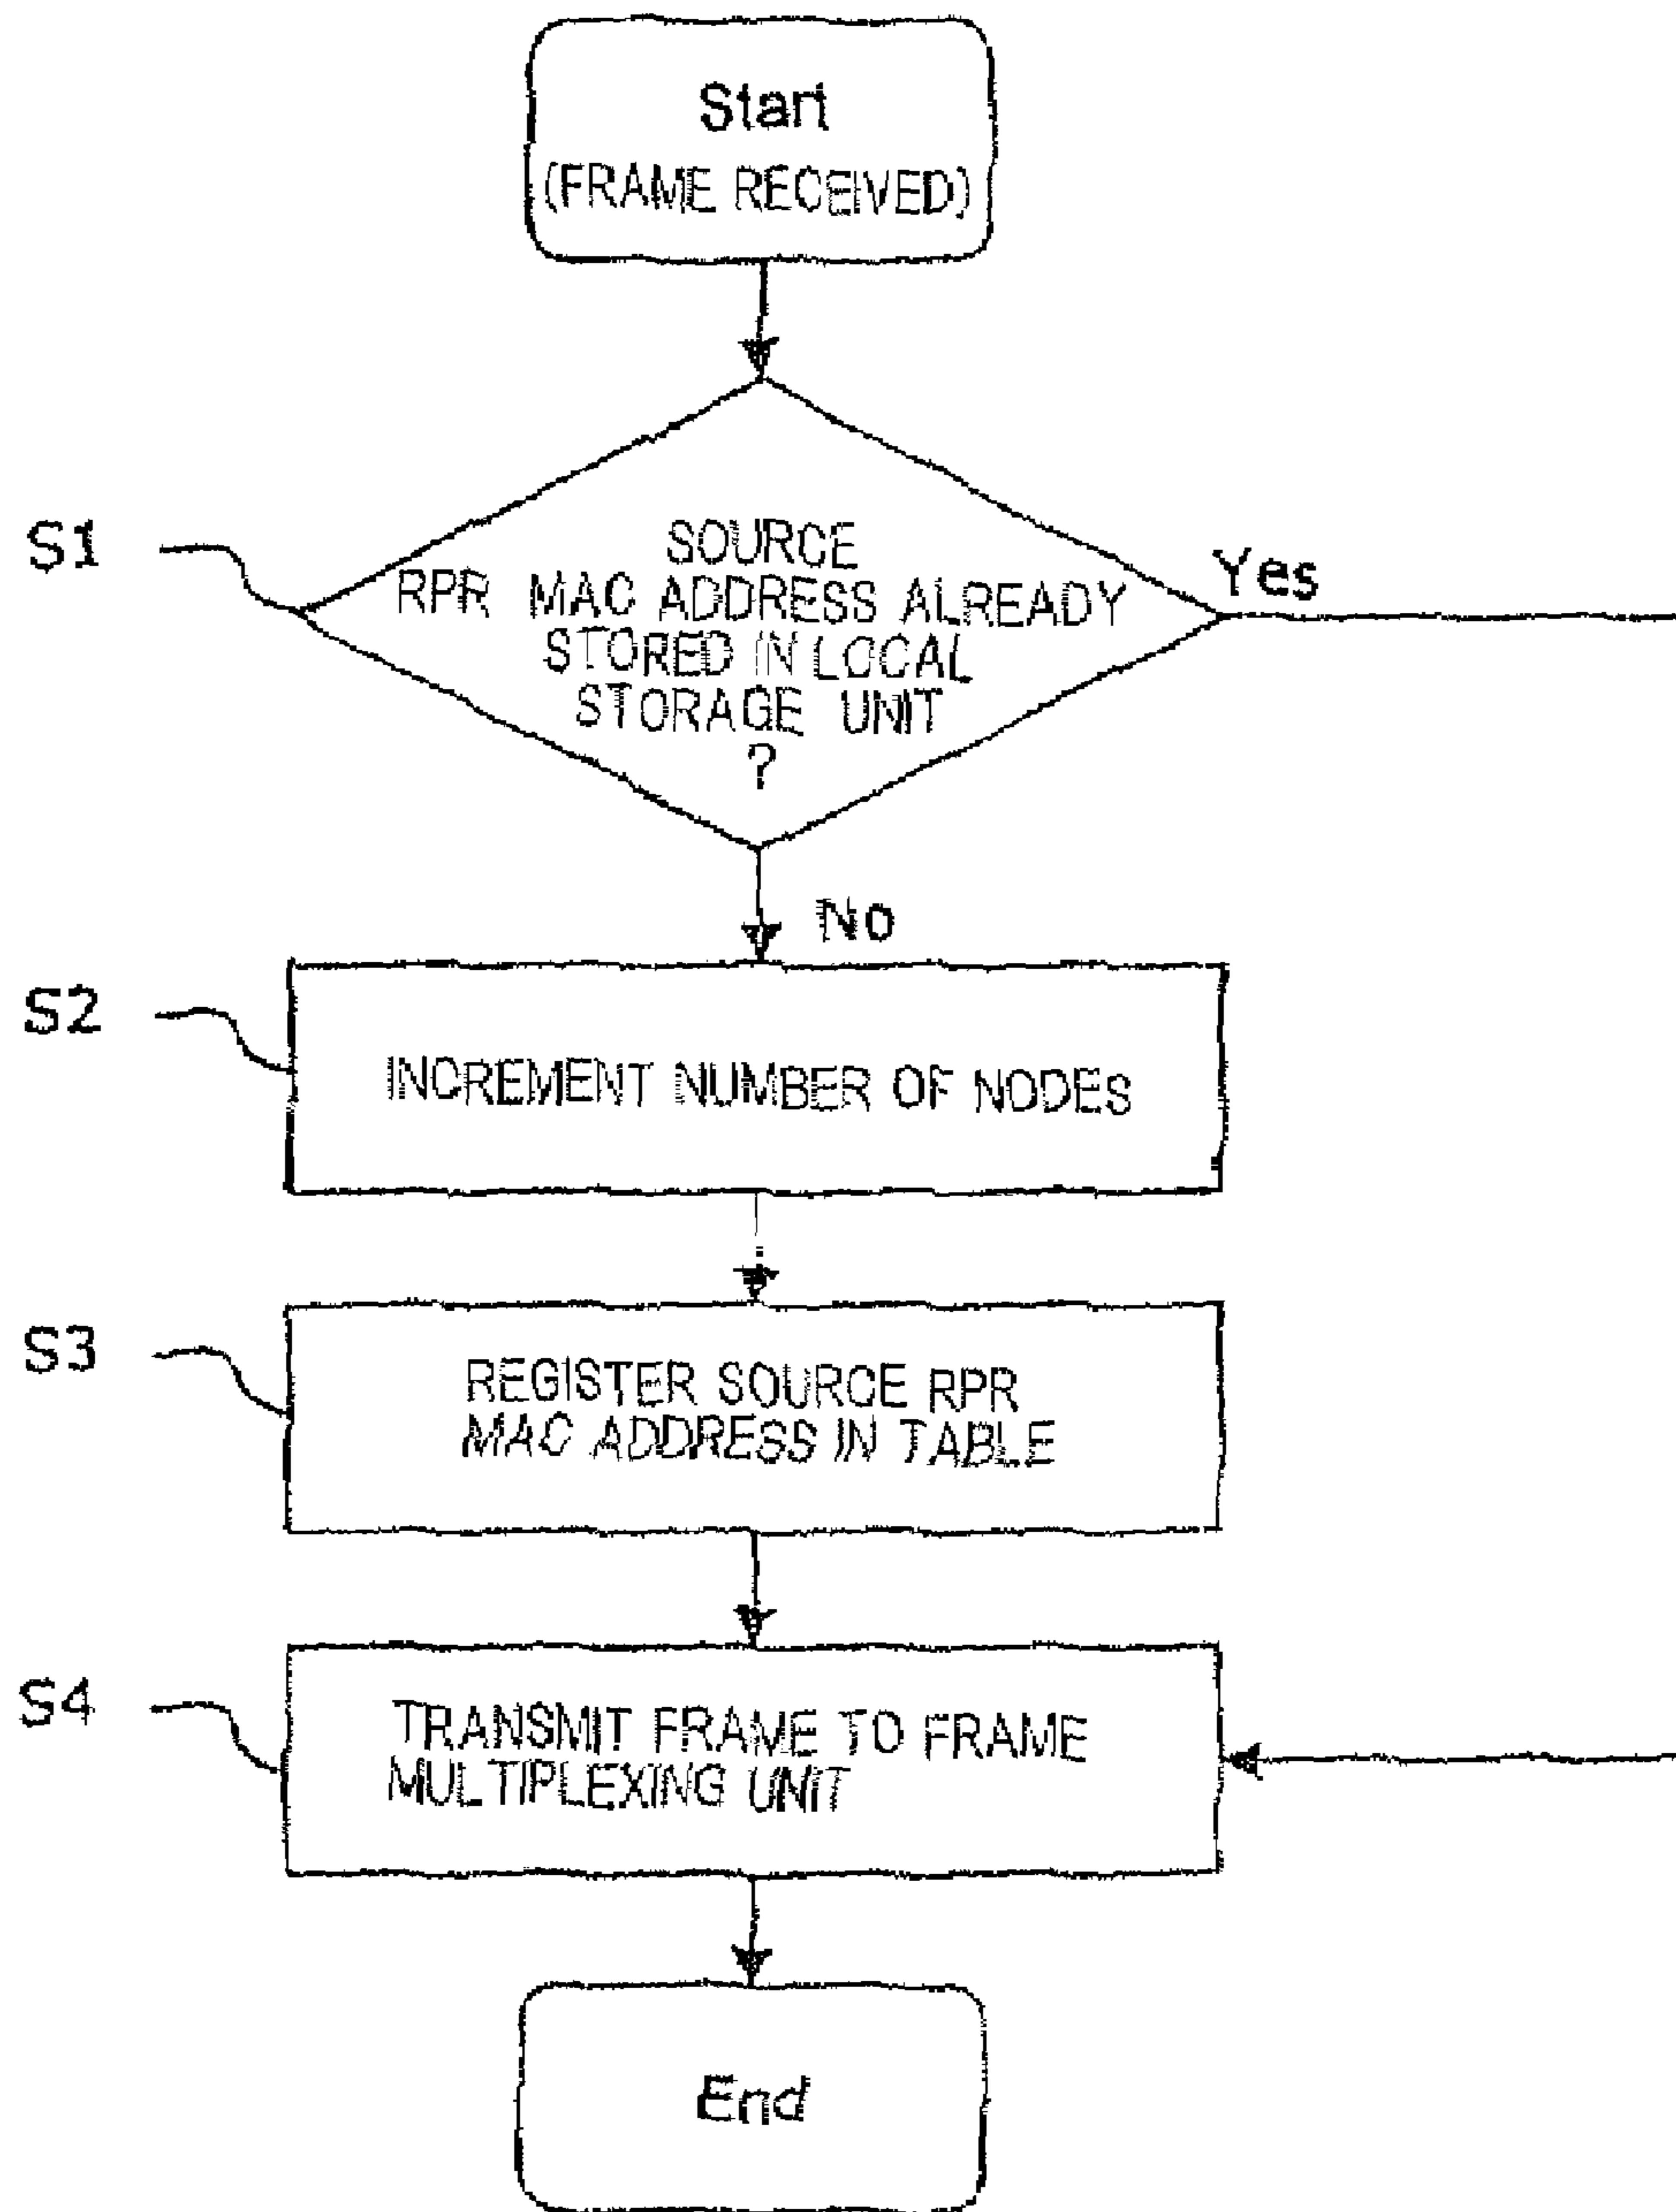 Start
(FRAME RECEIVED)
S1
SOURCE
RPR MAC ADDRESS ALREADY
STORED IN LOCAL
STORAGE UNIT
?
Yes
No
S2
INCREMENT NUMBER OF NODES
S3
REGISTER SOURCE RPR
MAC ADDRESS IN TABLE
S4
TRANSMIT FRAME TO FRAME
MULTIPLEXING UNIT
End